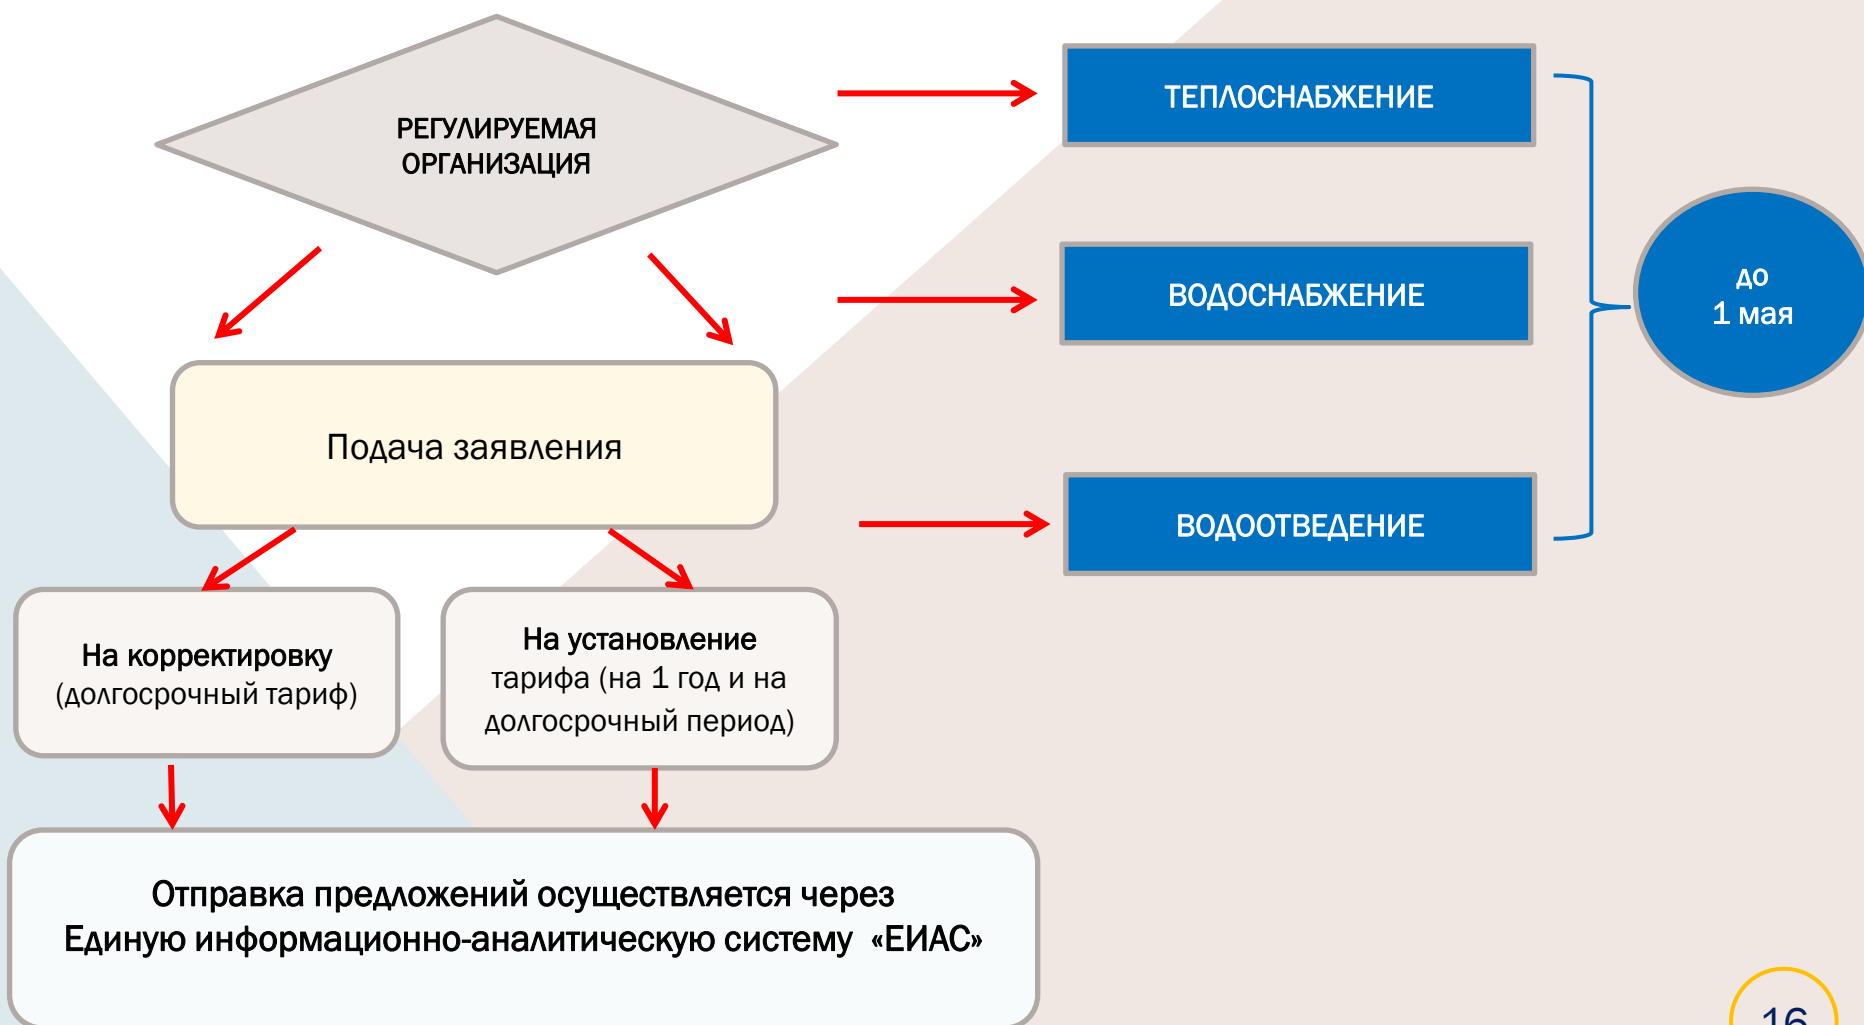 РЕГУЛИРУЕМАЯ
ОРГАНИЗАЦИЯ
Подача заявления
На корректировку
(долгосрочный тариф)
На установление
тарифа (на 1 год и на
долгосрочный период)
Отправка предложений осуществляется через
Единую информационно-аналитическую систему «ЕИАС»
ТЕПЛОСНАБЖЕНИЕ
ВОДОСНАБЖЕНИЕ
ВОДООТВЕДЕНИЕ
до
1 мая
16